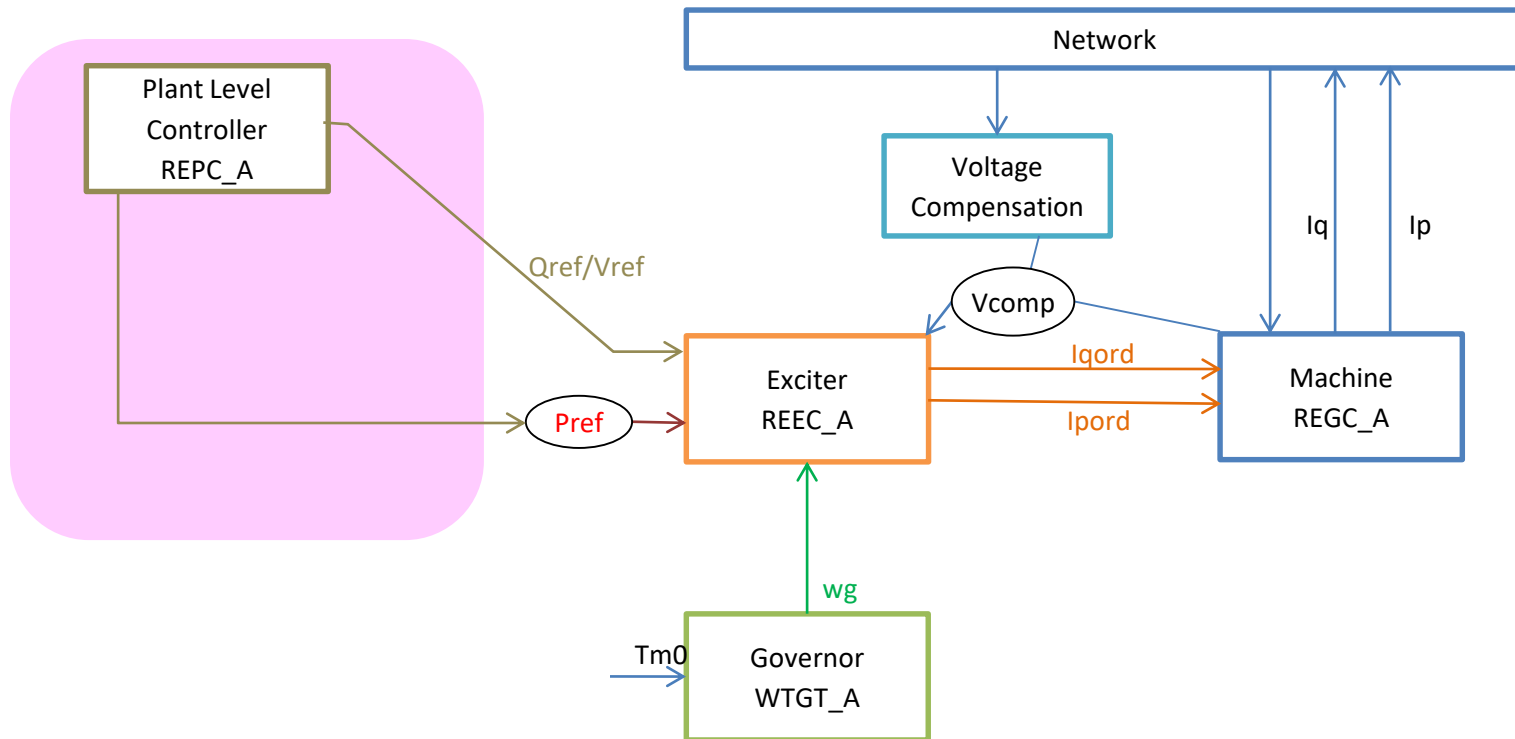 Network
Plant Level
Controller
REPC_A
Voltage
Compensation
Iq
Ip
Qref/Vref
Vcomp
Iqord
Exciter
REEC_A
Machine
REGC_A
Pref
Ipord
wg
Tm0
Governor
WTGT_A